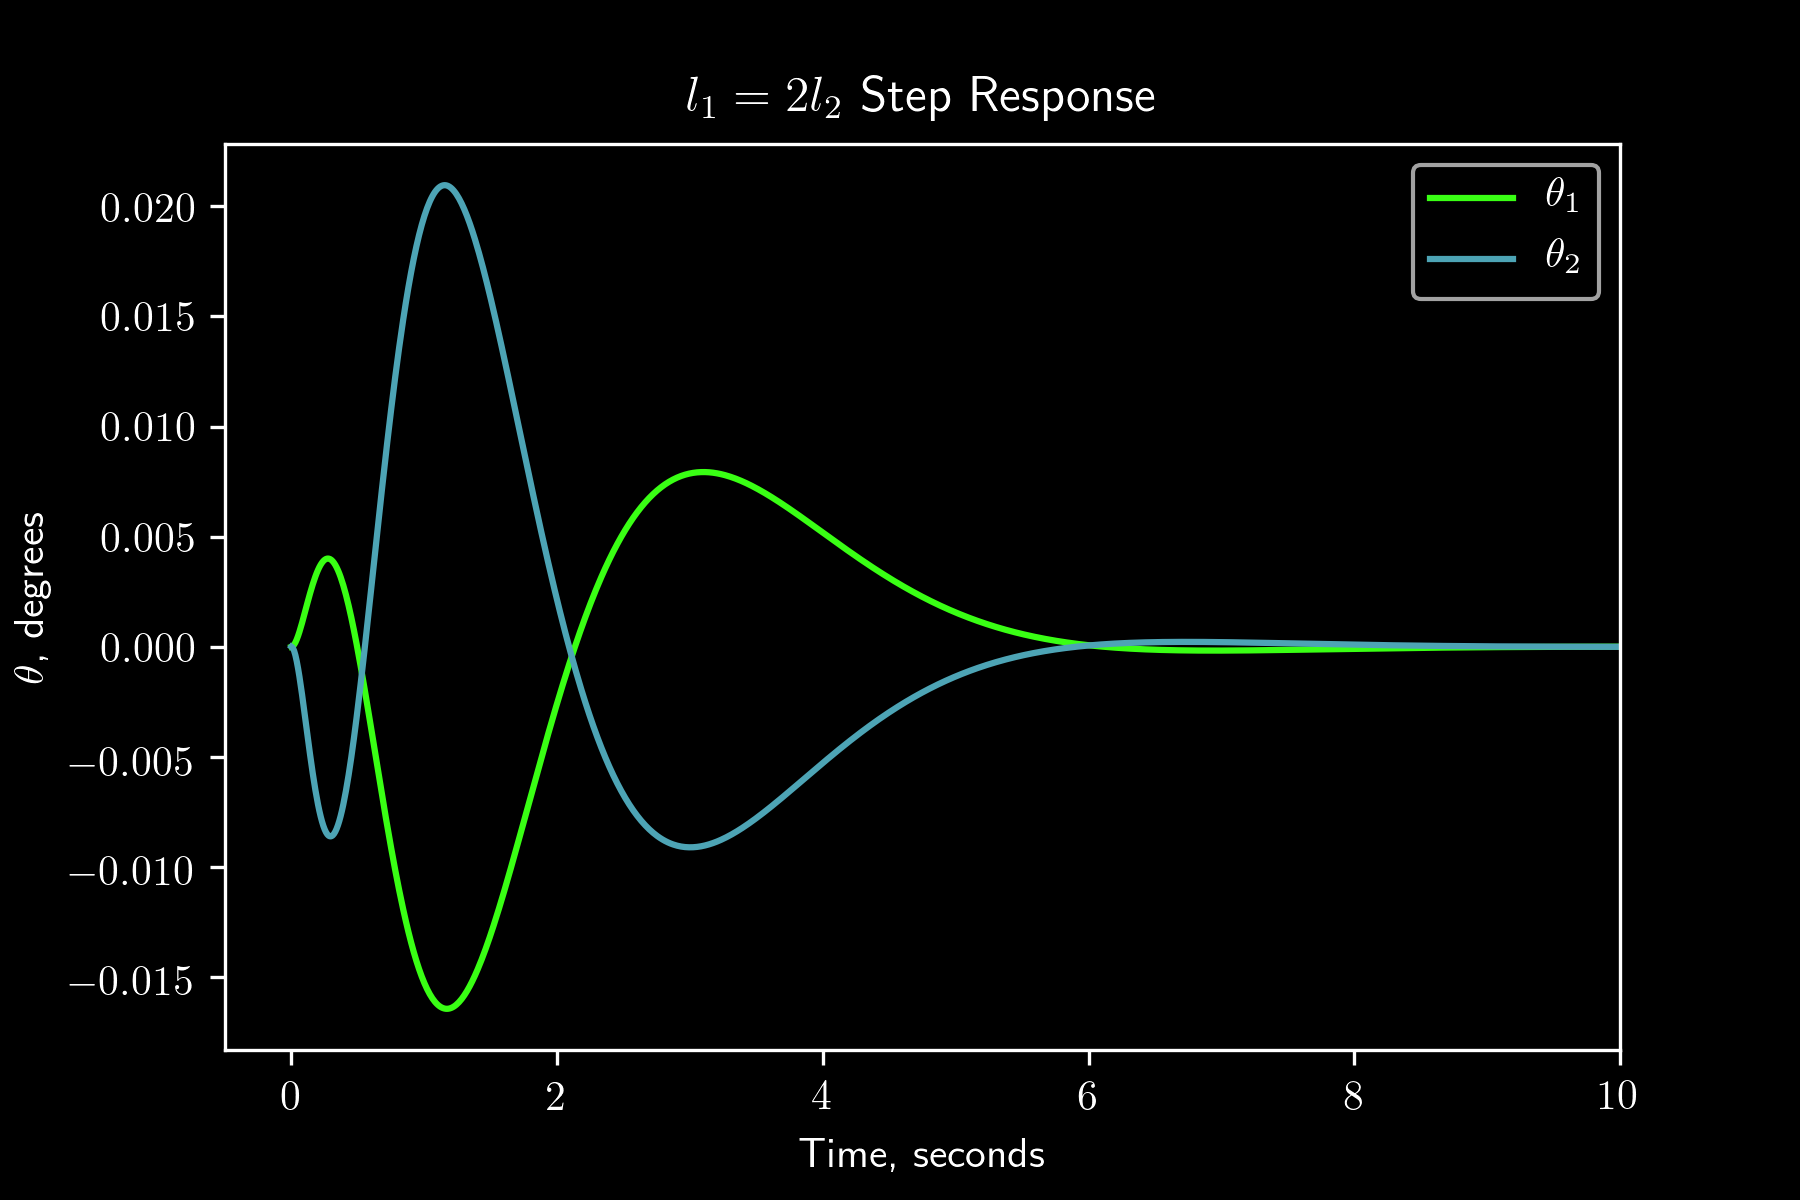 l₁ = 2l₂ Step Response
θ₁
θ₂
0.020
0.015
0.010
0.005
0.000
−0.005
−0.010
−0.015
θ, degrees
0 2 4 6 8 10
Time, seconds